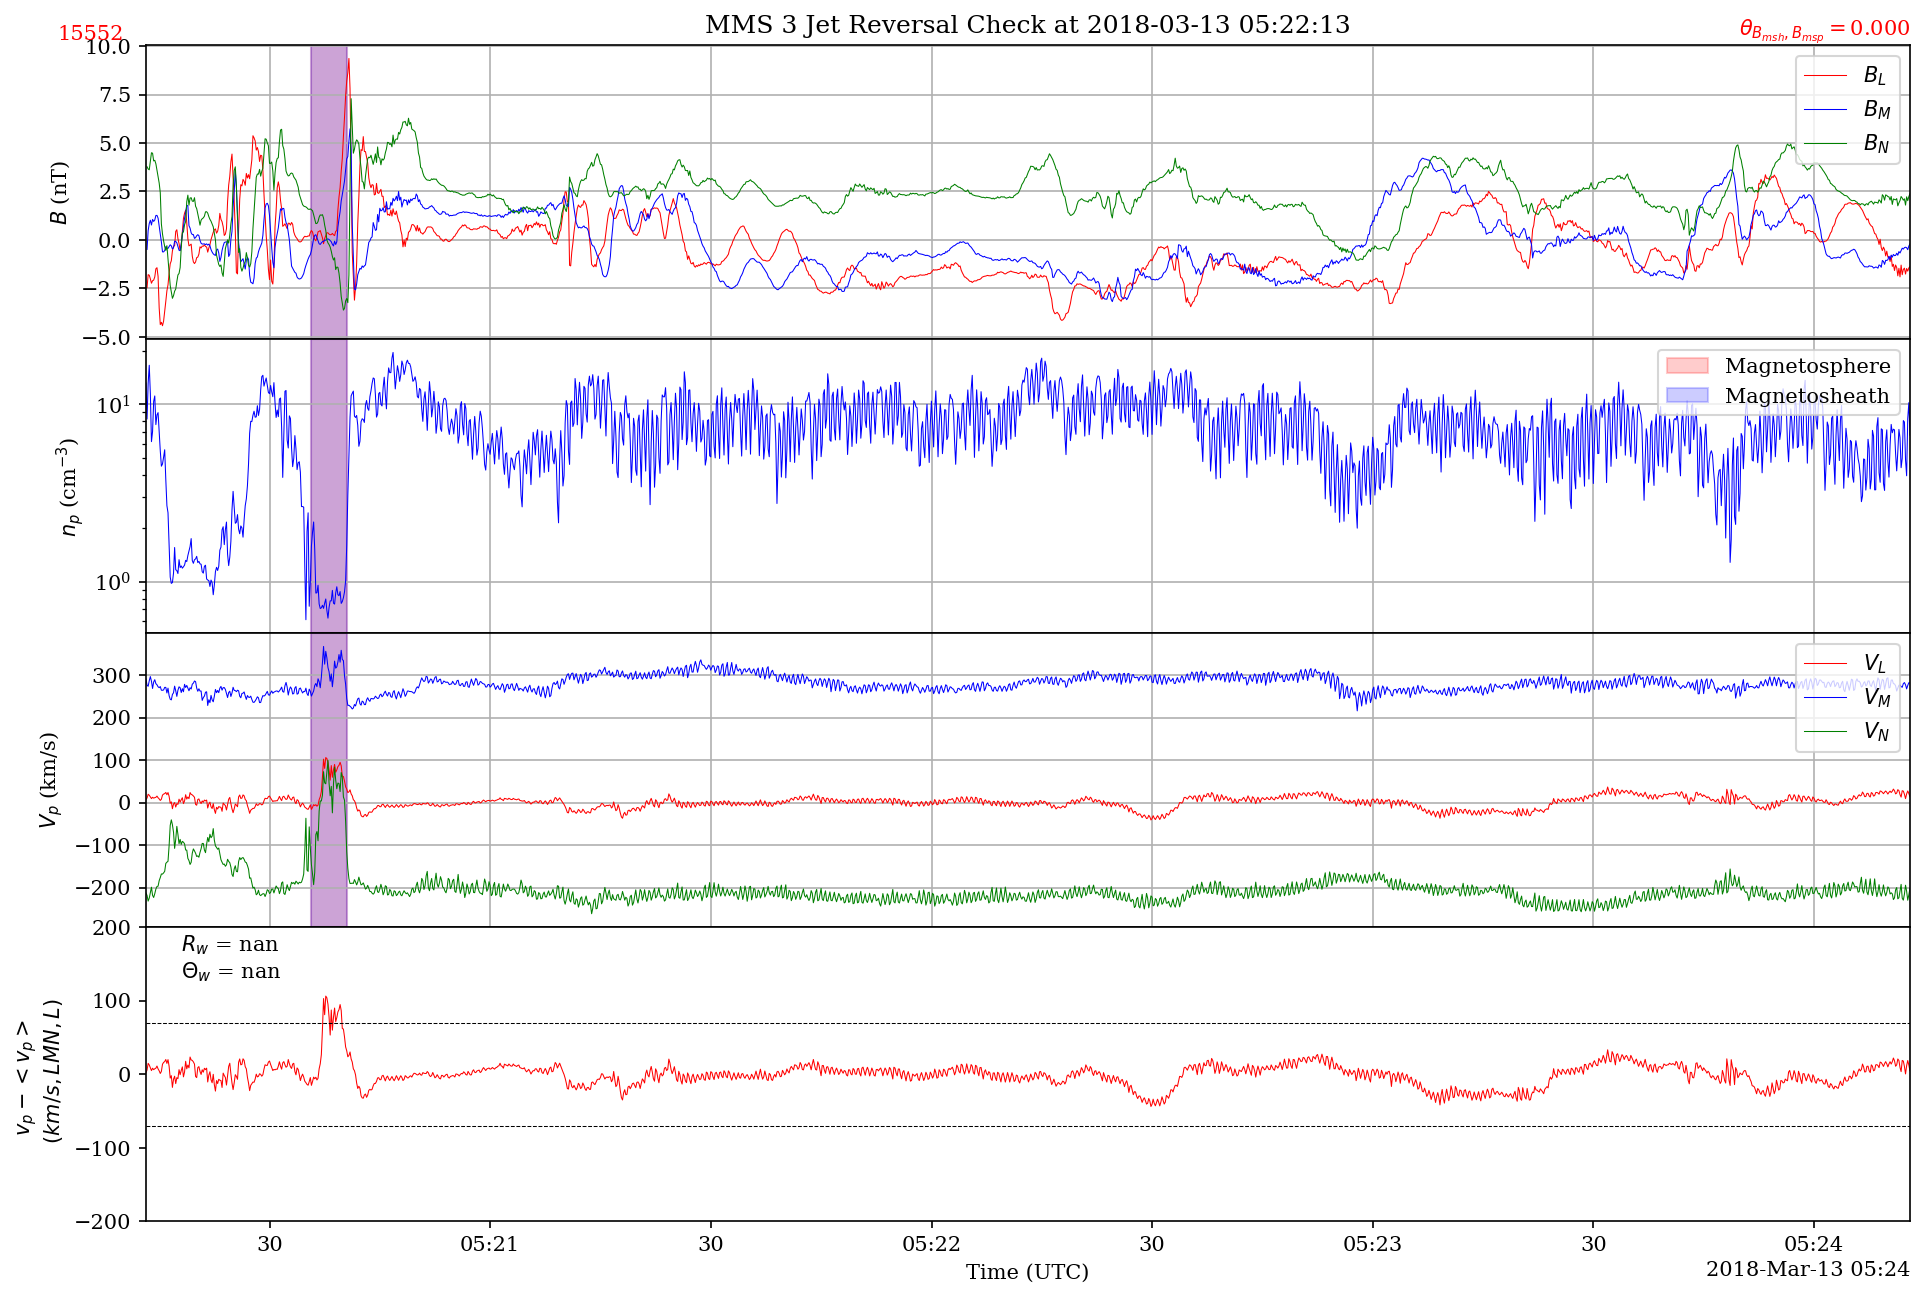 MMS 3 Jet Reversal Check at 2018-03-13 05:22:13
15552
θ_{B_{msh}, B_{msp}} = 0.000
10.0
7.5
5.0
2.5
0.0
−2.5
−5.0
B (nT)
B_L
B_M
B_N
10^1
10^0
n_p (cm^{−3})
Magnetosphere
Magnetosheath
300
200
100
0
−100
−200
V_p (km/s)
V_L
V_M
V_N
200
100
0
−100
−200
v_p − < v_p >
(km/s, LMN, L)
R_w = nan
Θ_w = nan
30
05:21
30
05:22
30
05:23
30
05:24
Time (UTC)
2018-Mar-13 05:24